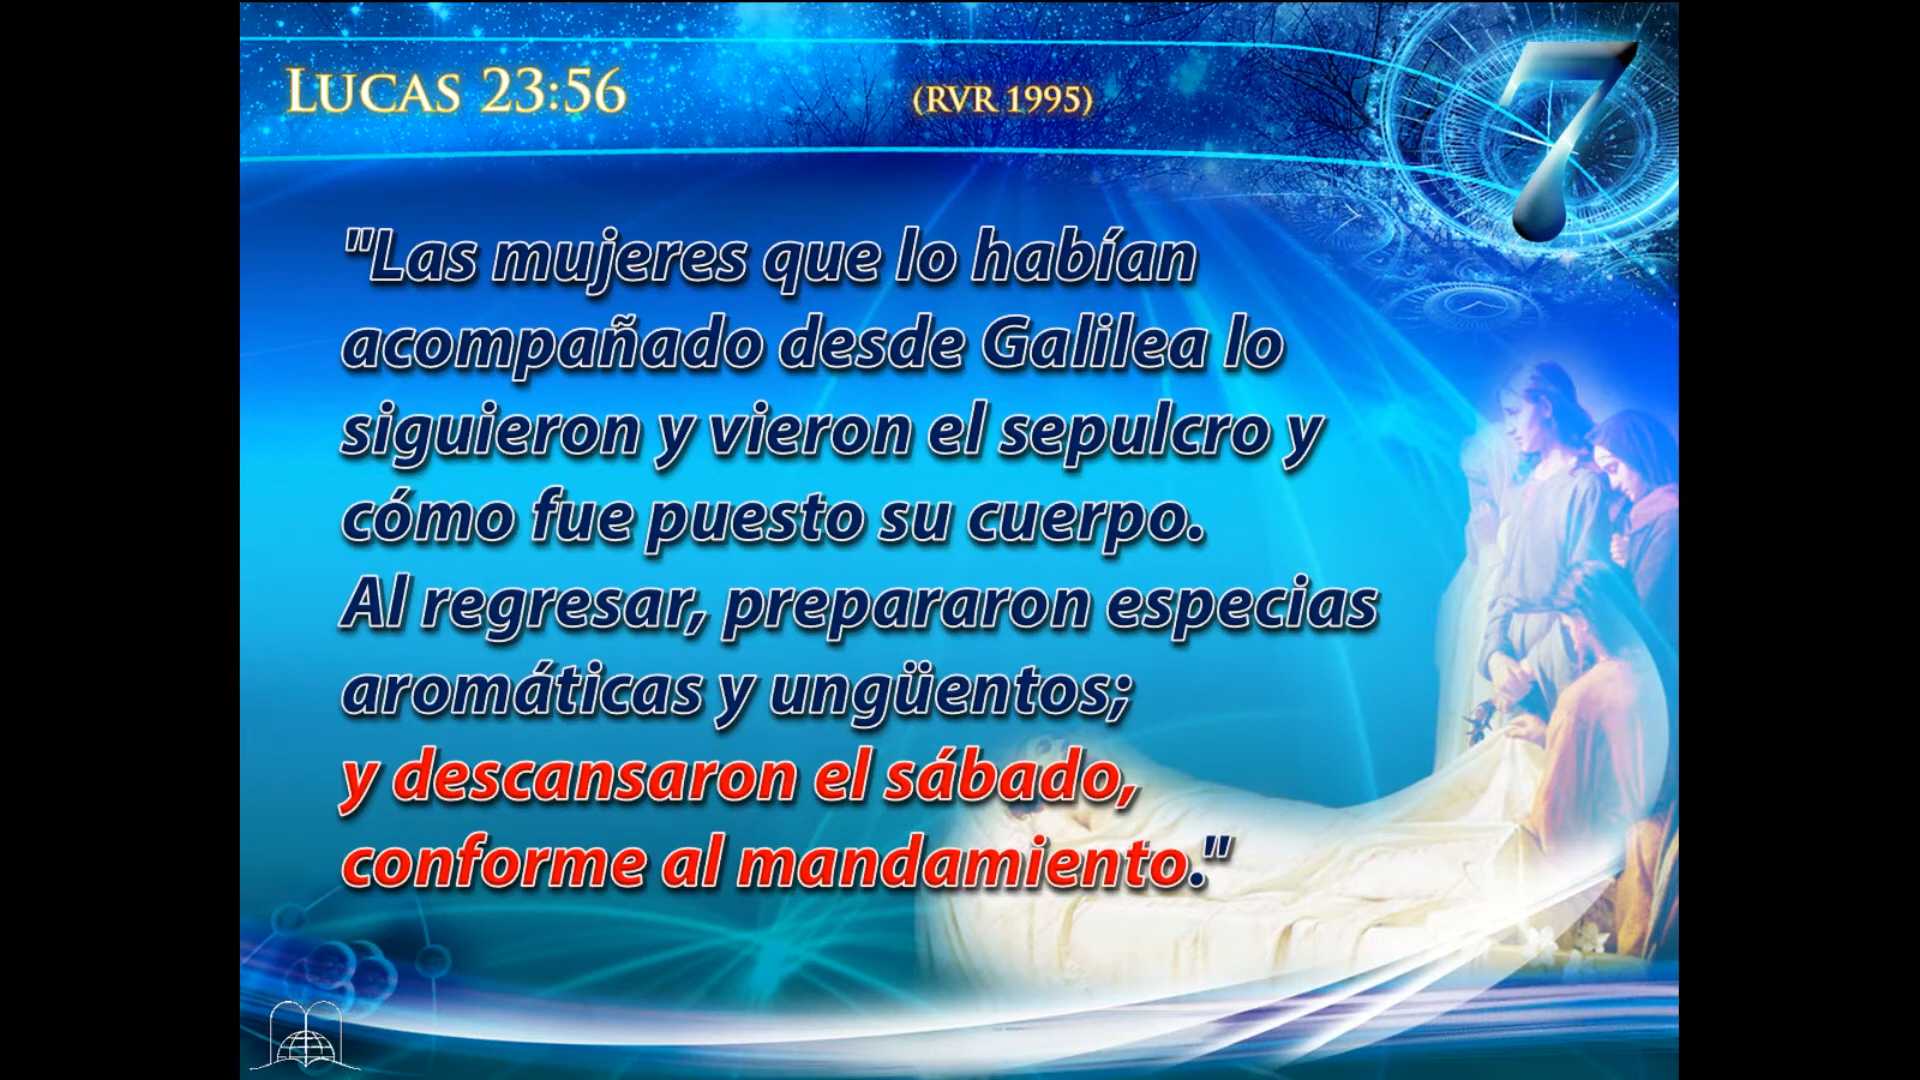 LUCAS 23:56
(RVR 1995)
7
"Las mujeres que lo habían
acompañado desde Galilea lo
siguieron y vieron el sepulcro y
cómo fue puesto su cuerpo.
Al regresar, prepararon especias
aromáticas y ungüentos;
y descansaron el sábado,
conforme al mandamiento."